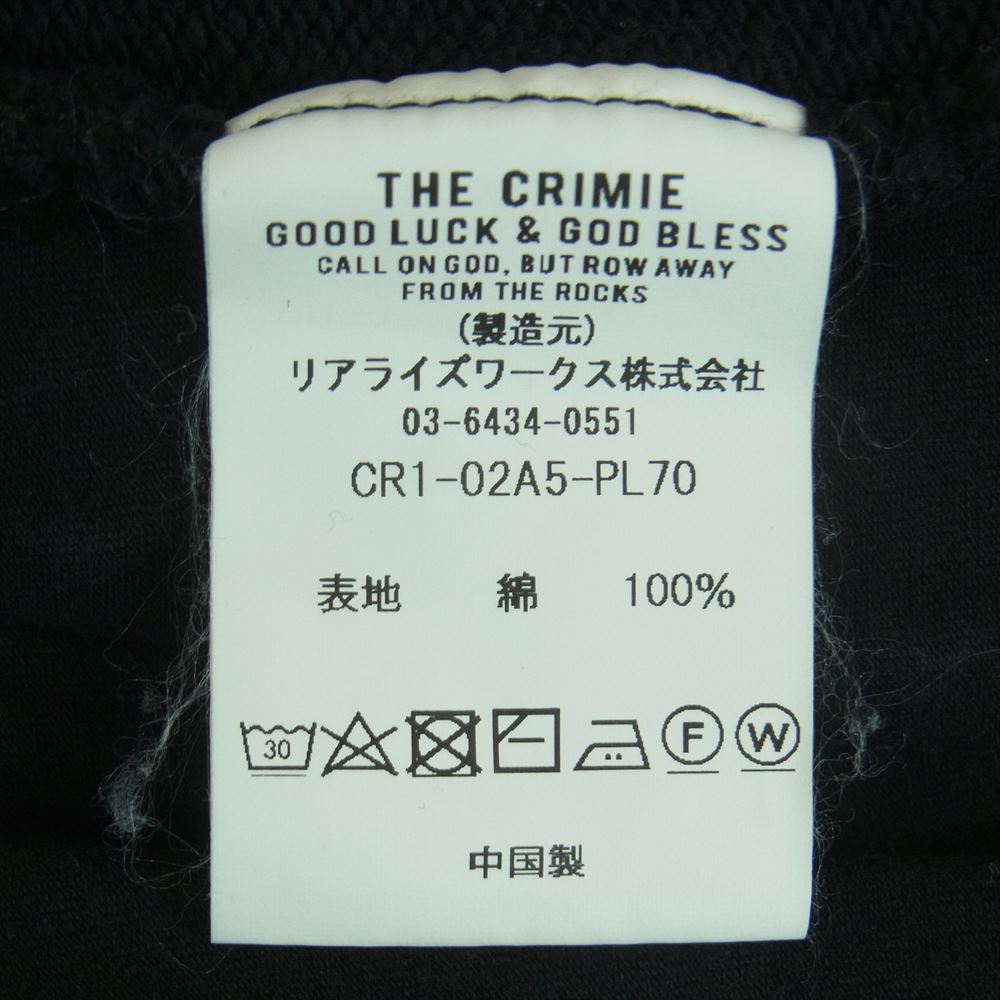 THE CRIMIE
GOOD LUCK & GOD BLESS
CALL ON GOD, BUT ROW AWAY
FROM THE ROCKS
(製造元)
リアライズワークス株式会社
03-6434-0551
CR1-02A5-PL70
表地 綿 100%
30 F W
中国製